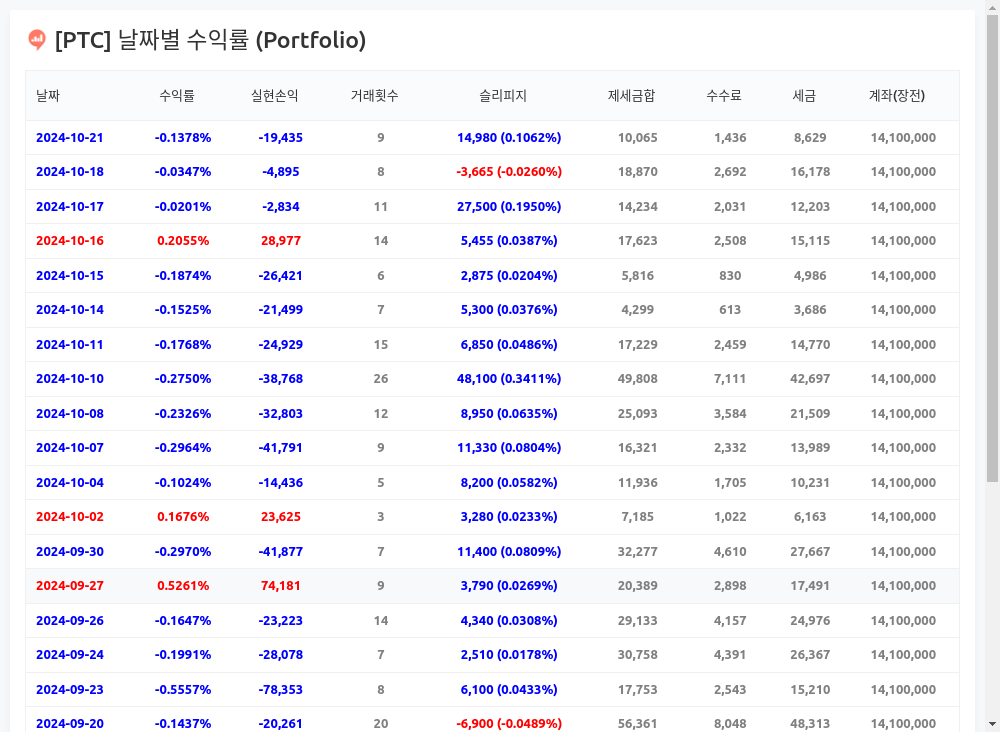 [PTC] 날짜별 수익률 (Portfolio)
날짜 수익률 실현손익 거래횟수 슬리피지 제세금합 수수료 세금 계좌(장전)
2024-10-21 -0.1378% -19,435 9 14,980 (0.1062%) 10,065 1,436 8,629 14,100,000
2024-10-18 -0.0347% -4,895 8 -3,665 (-0.0260%) 18,870 2,692 16,178 14,100,000
2024-10-17 -0.0201% -2,834 11 27,500 (0.1950%) 14,234 2,031 12,203 14,100,000
2024-10-16 0.2055% 28,977 14 5,455 (0.0387%) 17,623 2,508 15,115 14,100,000
2024-10-15 -0.1874% -26,421 6 2,875 (0.0204%) 5,816 830 4,986 14,100,000
2024-10-14 -0.1525% -21,499 7 5,300 (0.0376%) 4,299 613 3,686 14,100,000
2024-10-11 -0.1768% -24,929 15 6,850 (0.0486%) 17,229 2,459 14,770 14,100,000
2024-10-10 -0.2750% -38,768 26 48,100 (0.3411%) 49,808 7,111 42,697 14,100,000
2024-10-08 -0.2326% -32,803 12 8,950 (0.0635%) 25,093 3,584 21,509 14,100,000
2024-10-07 -0.2964% -41,791 9 11,330 (0.0804%) 16,321 2,332 13,989 14,100,000
2024-10-04 -0.1024% -14,436 5 8,200 (0.0582%) 11,936 1,705 10,231 14,100,000
2024-10-02 0.1676% 23,625 3 3,280 (0.0233%) 7,185 1,022 6,163 14,100,000
2024-09-30 -0.2970% -41,877 7 11,400 (0.0809%) 32,277 4,610 27,667 14,100,000
2024-09-27 0.5261% 74,181 9 3,790 (0.0269%) 20,389 2,898 17,491 14,100,000
2024-09-26 -0.1647% -23,223 14 4,340 (0.0308%) 29,133 4,157 24,976 14,100,000
2024-09-24 -0.1991% -28,078 7 2,510 (0.0178%) 30,758 4,391 26,367 14,100,000
2024-09-23 -0.5557% -78,353 8 6,100 (0.0433%) 17,753 2,543 15,210 14,100,000
2024-09-20 -0.1437% -20,261 20 -6,900 (-0.0489%) 56,361 8,048 48,313 14,100,000